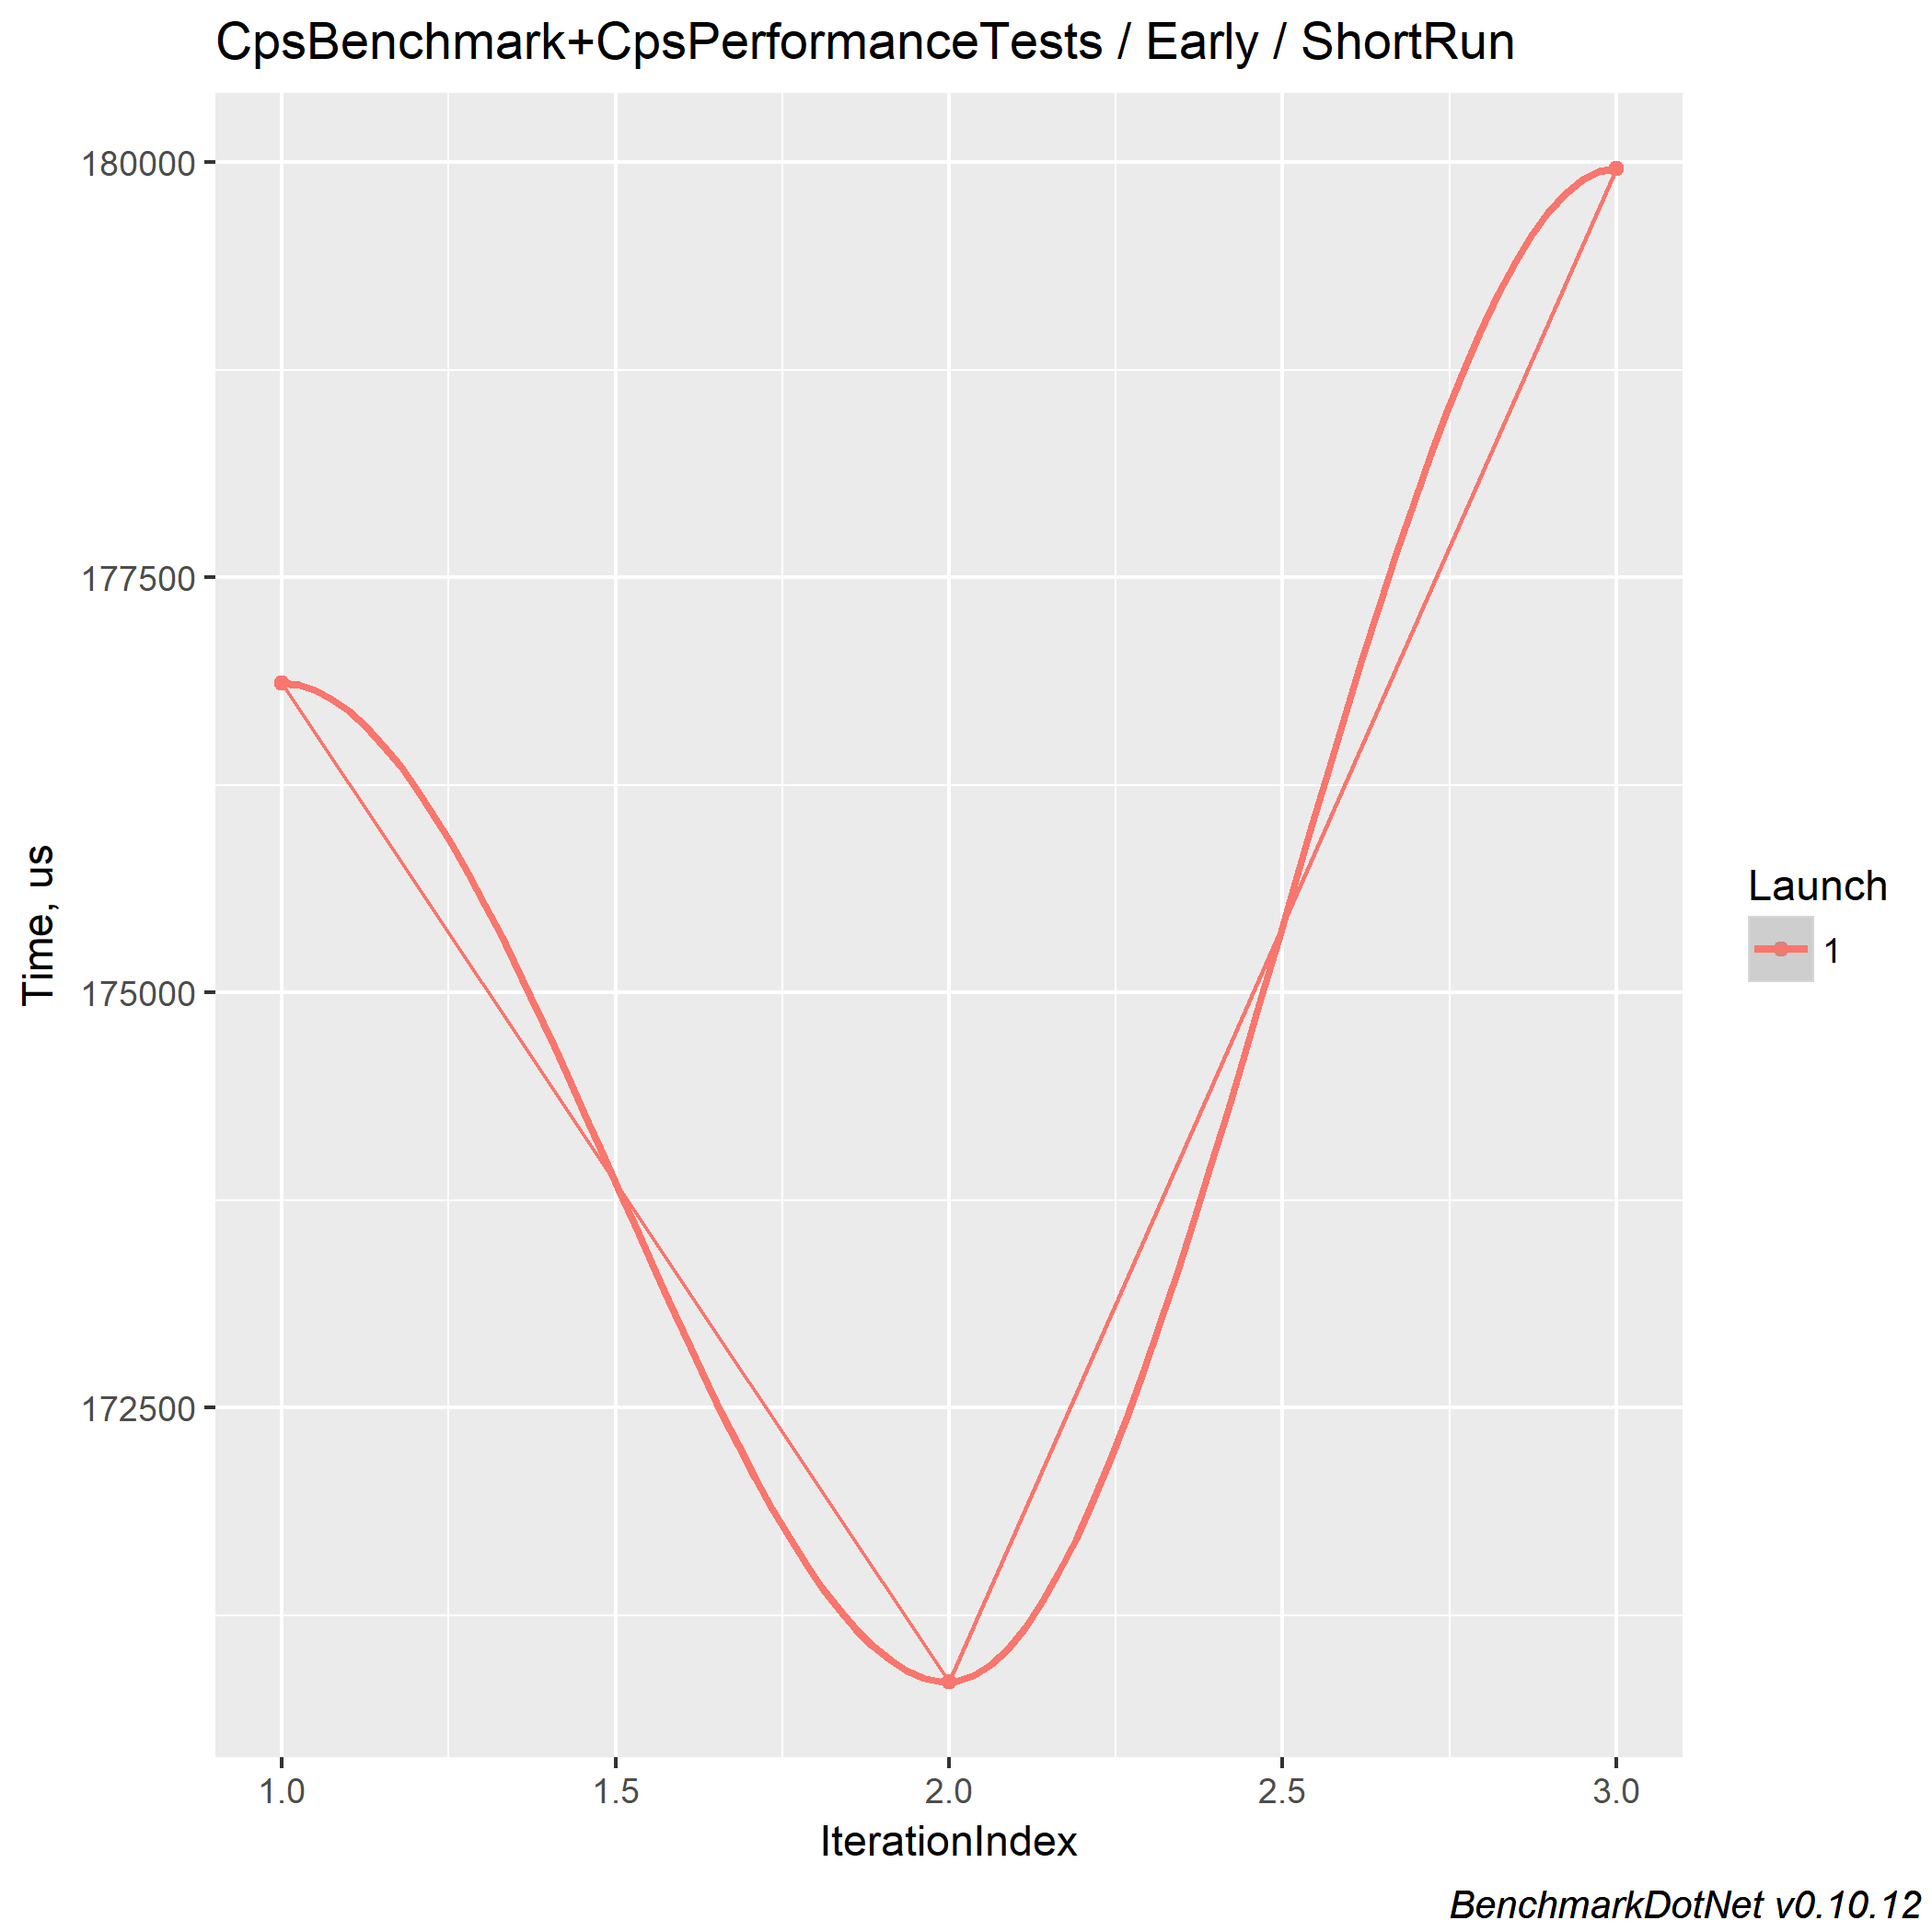 CpsBenchmark+CpsPerformanceTests / Early / ShortRun
180000
177500
175000
172500
Time, us
1.0 1.5 2.0 2.5 3.0
IterationIndex
Launch
1
BenchmarkDotNet v0.10.12